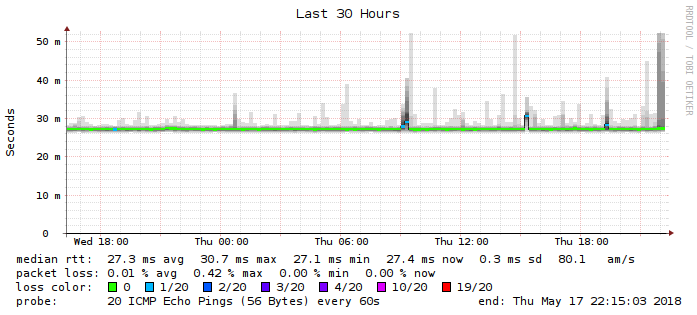 Last 30 Hours
RRDTOOL / TOBI OETIKER
Seconds
50 m
40 m
30 m
20 m
10 m
0
Wed 18:00 Thu 00:00 Thu 06:00 Thu 12:00 Thu 18:00
median rtt: 27.3 ms avg 30.7 ms max 27.1 ms min 27.4 ms now 0.3 ms sd 80.1 am/s
packet loss: 0.01 % avg 0.42 % max 0.00 % min 0.00 % now
loss color: 0 1/20 2/20 3/20 4/20 10/20 19/20
probe: 20 ICMP Echo Pings (56 Bytes) every 60s end: Thu May 17 22:15:03 2018